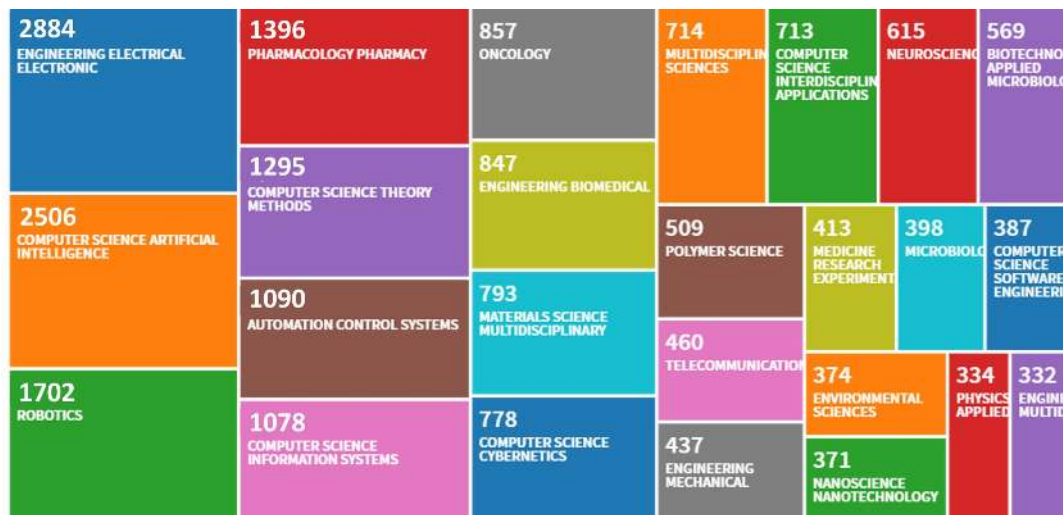 2884
ENGINEERING ELECTRICAL
ELECTRONIC
2506
COMPUTER SCIENCE ARTIFICIAL
INTELLIGENCE
1702
ROBOTICS
1396
PHARMACOLOGY PHARMACY
1295
COMPUTER SCIENCE THEORY
METHODS
1090
AUTOMATION CONTROL SYSTEMS
1078
COMPUTER SCIENCE
INFORMATION SYSTEMS
857
ONCOLOGY
847
ENGINEERING BIOMEDICAL
793
MATERIALS SCIENCE
MULTIDISCIPLINARY
778
COMPUTER SCIENCE
CYBERNETICS
714
MULTIDISCIPLIN
SCIENCES
713
COMPUTER
SCIENCE
INTERDISCIPLIN
APPLICATIONS
615
NEUROSCIENC
569
BIOTECHNO
APPLIED
MICROBIOL
509
POLYMER SCIENCE
460
TELECOMMUNICATION
437
ENGINEERING
MECHANICAL
413
MEDICINE
RESEARCH
EXPERIMENT
398
MICROBIOLO
387
COMPUTER
SCIENCE
SOFTWARE
ENGINEERI
374
ENVIRONMENTAL
SCIENCES
371
NANOSCIENCE
NANOTECHNOLOGY
334
PHYSICS
APPLIED
332
ENGINE
MULTID